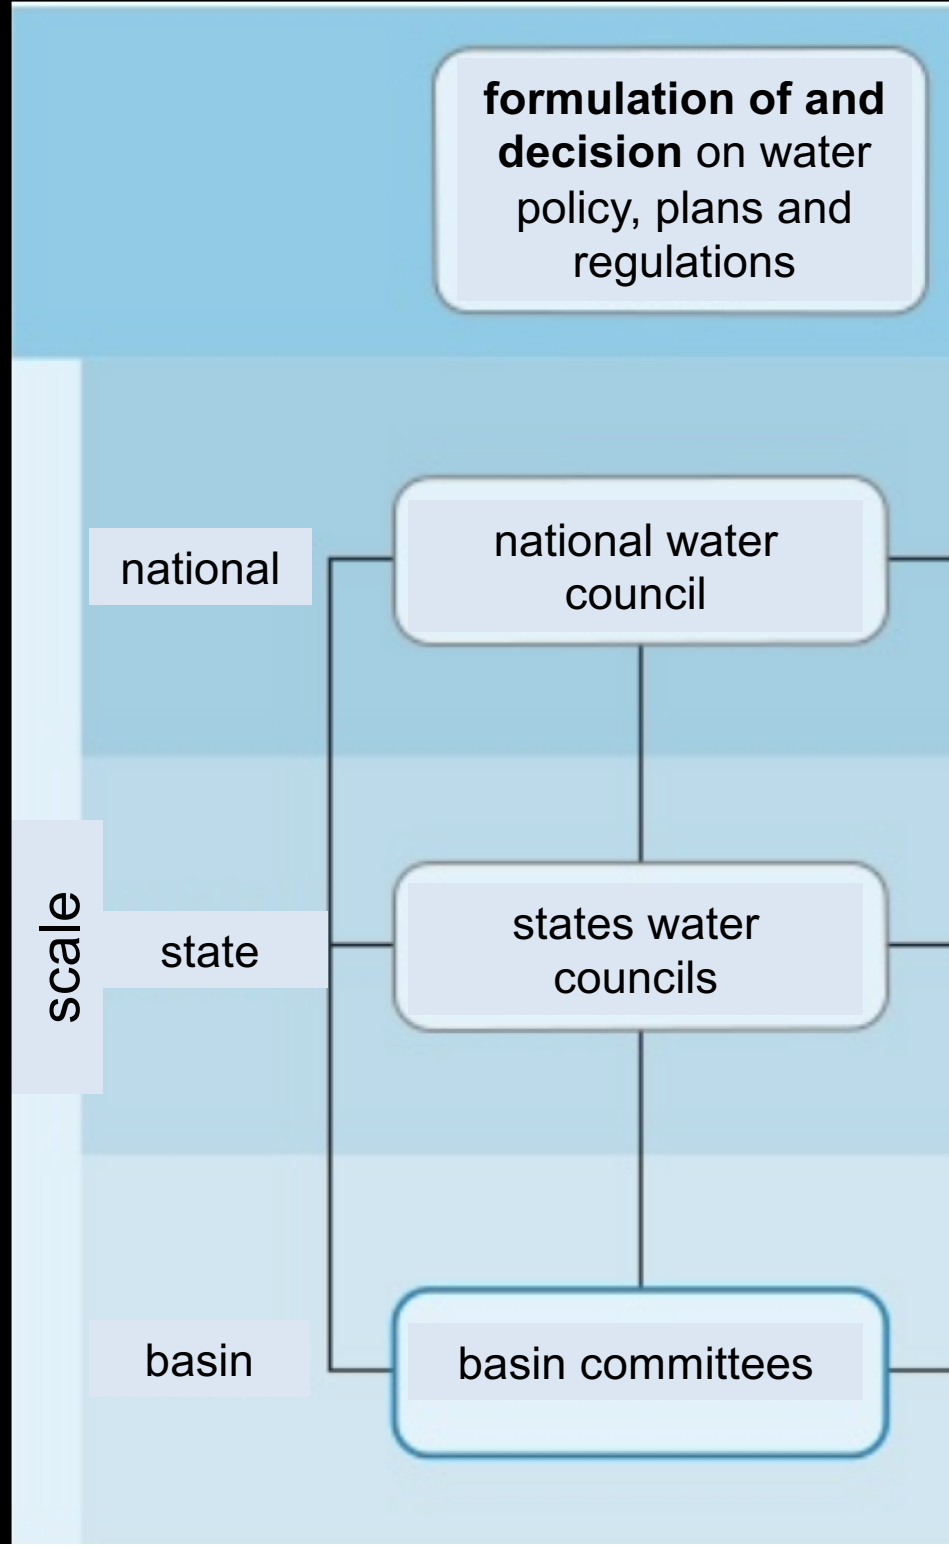 formulation of and
decision on water
policy, plans and
regulations
national
national water
council
scale
state
states water
councils
basin
basin committees